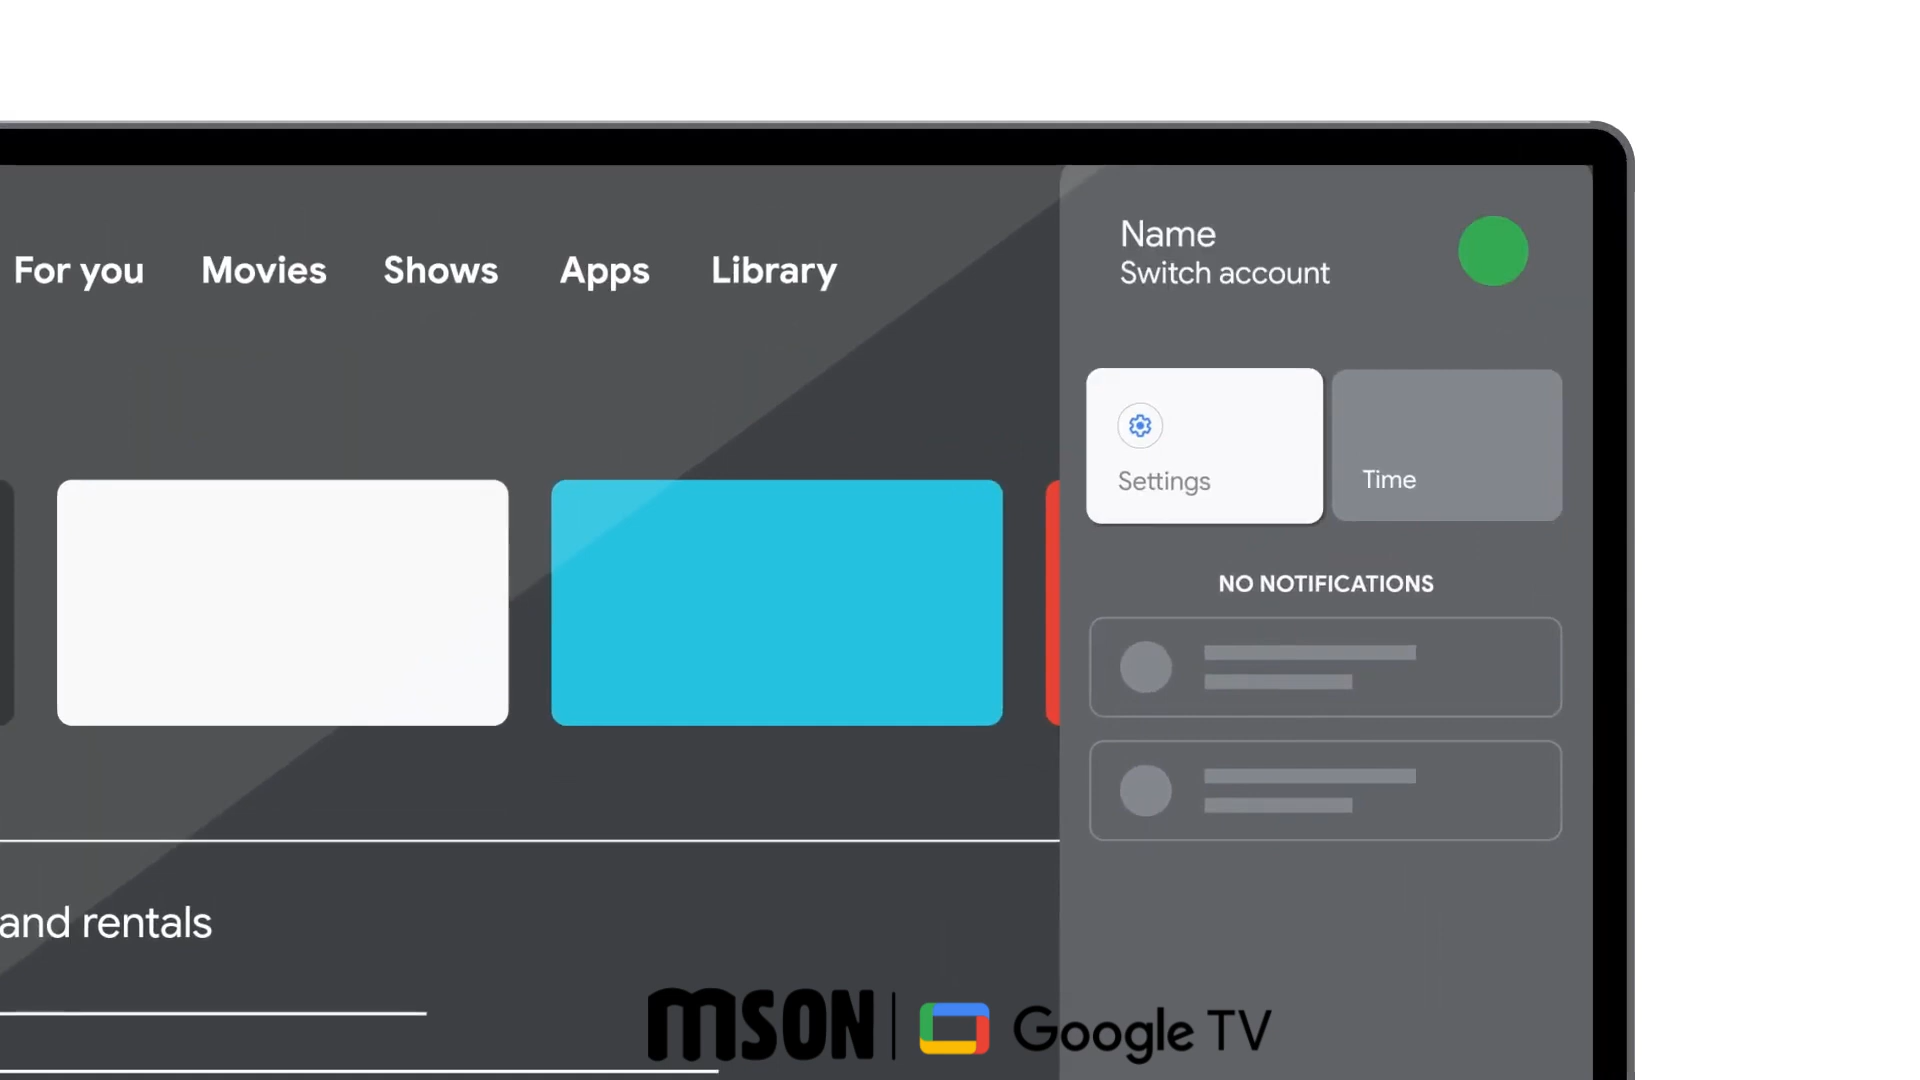 For you Movies Shows Apps Library
Name
Switch account
Settings
Time
NO NOTIFICATIONS
and rentals
mSON | Google TV